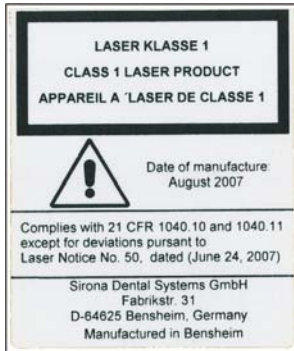 LASER KLASSE 1
CLASS 1 LASER PRODUCT
APPAREIL A ´LASER DE CLASSE 1
Date of manufacture:
August 2007
Complies with 21 CFR 1040.10 and 1040.11
except for deviations pursuant to
Laser Notice No. 50, dated (June 24, 2007)
Sirona Dental Systems GmbH
Fabrikstr. 31
D-64625 Bensheim, Germany
Manufactured in Bensheim